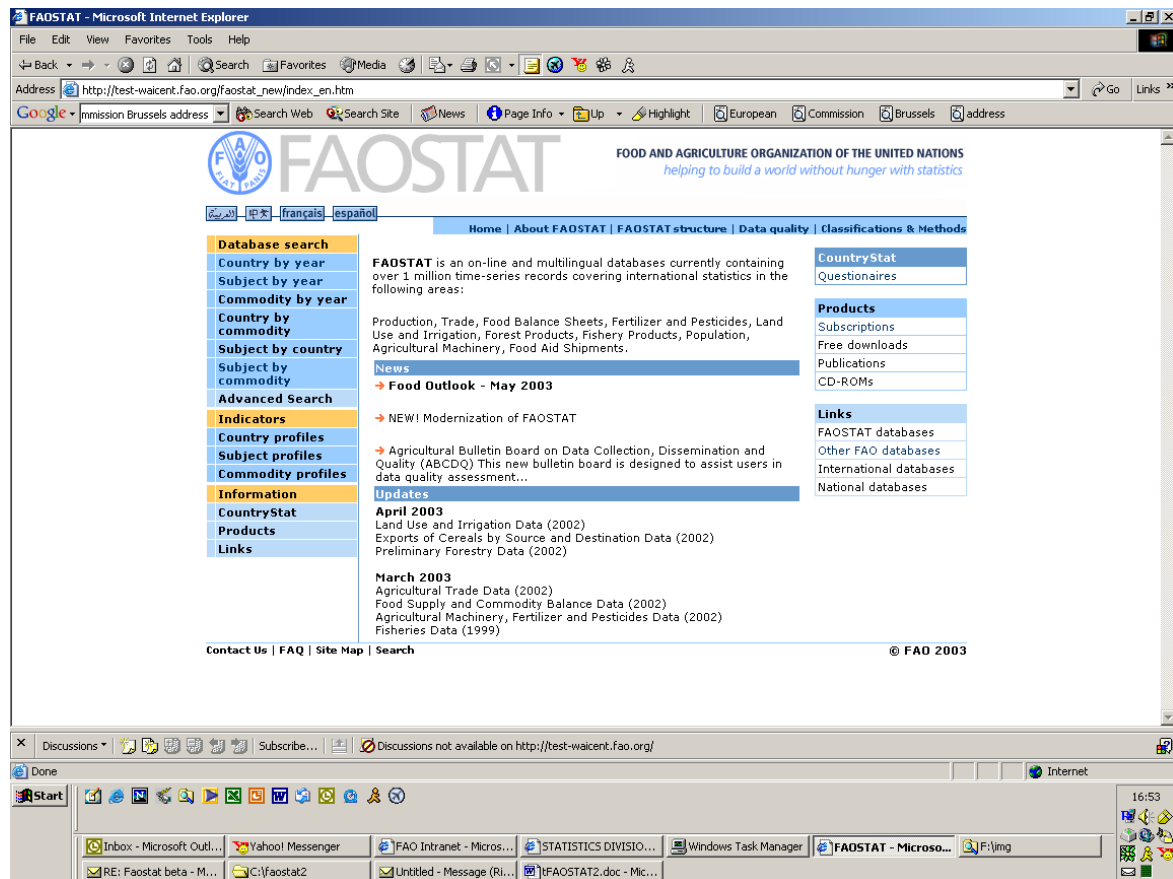 FAOSTAT - Microsoft Internet Explorer
File Edit View Favorites Tools Help
Back Search Favorites Media
Address http://test-waicent.fao.org/faostat_new/index_en.htm Go Links »
Google mmission Brussels address Search Web Search Site News Page Info Up Highlight European Commission Brussels address
FAO
FIAT PANIS
FAOSTAT
FOOD AND AGRICULTURE ORGANIZATION OF THE UNITED NATIONS
helping to build a world without hunger with statistics
العربية 中文 français español
Home | About FAOSTAT | FAOSTAT structure | Data quality | Classifications & Methods
Database search
Country by year
Subject by year
Commodity by year
Country by
commodity
Subject by country
Subject by
commodity
Advanced Search
Indicators
Country profiles
Subject profiles
Commodity profiles
Information
CountryStat
Products
Links
FAOSTAT is an on-line and multilingual databases currently containing
over 1 million time-series records covering international statistics in the
following areas:
Production, Trade, Food Balance Sheets, Fertilizer and Pesticides, Land
Use and Irrigation, Forest Products, Fishery Products, Population,
Agricultural Machinery, Food Aid Shipments.
News
Food Outlook - May 2003
NEW! Modernization of FAOSTAT
Agricultural Bulletin Board on Data Collection, Dissemination and
Quality (ABCDQ) This new bulletin board is designed to assist users in
data quality assessment...
Updates
April 2003
Land Use and Irrigation Data (2002)
Exports of Cereals by Source and Destination Data (2002)
Preliminary Forestry Data (2002)
March 2003
Agricultural Trade Data (2002)
Food Supply and Commodity Balance Data (2002)
Agricultural Machinery, Fertilizer and Pesticides Data (2002)
Fisheries Data (1999)
CountryStat
Questionaires
Products
Subscriptions
Free downloads
Publications
CD-ROMs
Links
FAOSTAT databases
Other FAO databases
International databases
National databases
Contact Us | FAQ | Site Map | Search © FAO 2003
Discussions Subscribe... Discussions not available on http://test-waicent.fao.org/
Done Internet
Start 16:53
Inbox - Microsoft Outl... Yahoo! Messenger FAO Intranet - Micros... STATISTICS DIVISIO... Windows Task Manager FAOSTAT - Microso... F:\img
RE: Faostat beta - M... C:\faostat2 Untitled - Message (Ri... tFAOSTAT2.doc - Mic...